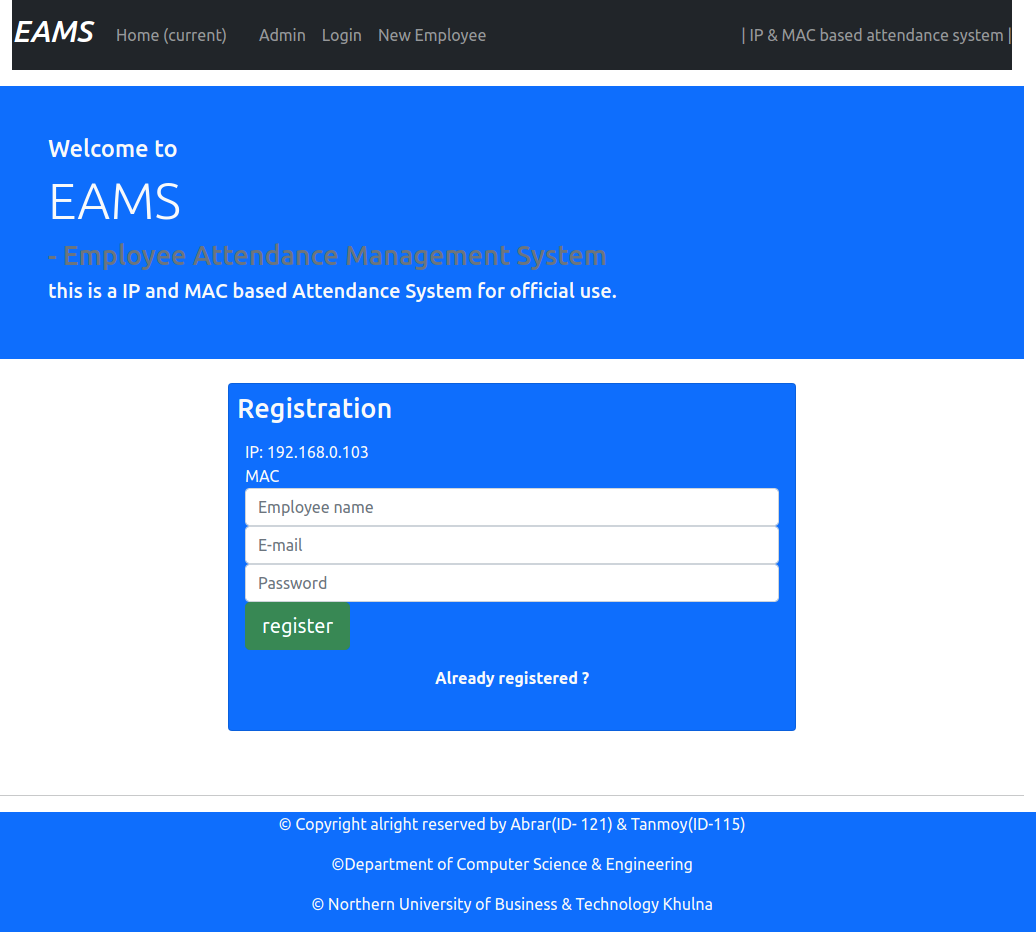 EAMS Home (current) Admin Login New Employee | IP & MAC based attendance system |
Welcome to
EAMS
- Employee Attendance Management System
this is a IP and MAC based Attendance System for official use.
Registration
IP: 192.168.0.103
MAC
Employee name
E-mail
Password
register
Already registered ?
© Copyright alright reserved by Abrar(ID- 121) & Tanmoy(ID-115)
©Department of Computer Science & Engineering
© Northern University of Business & Technology Khulna